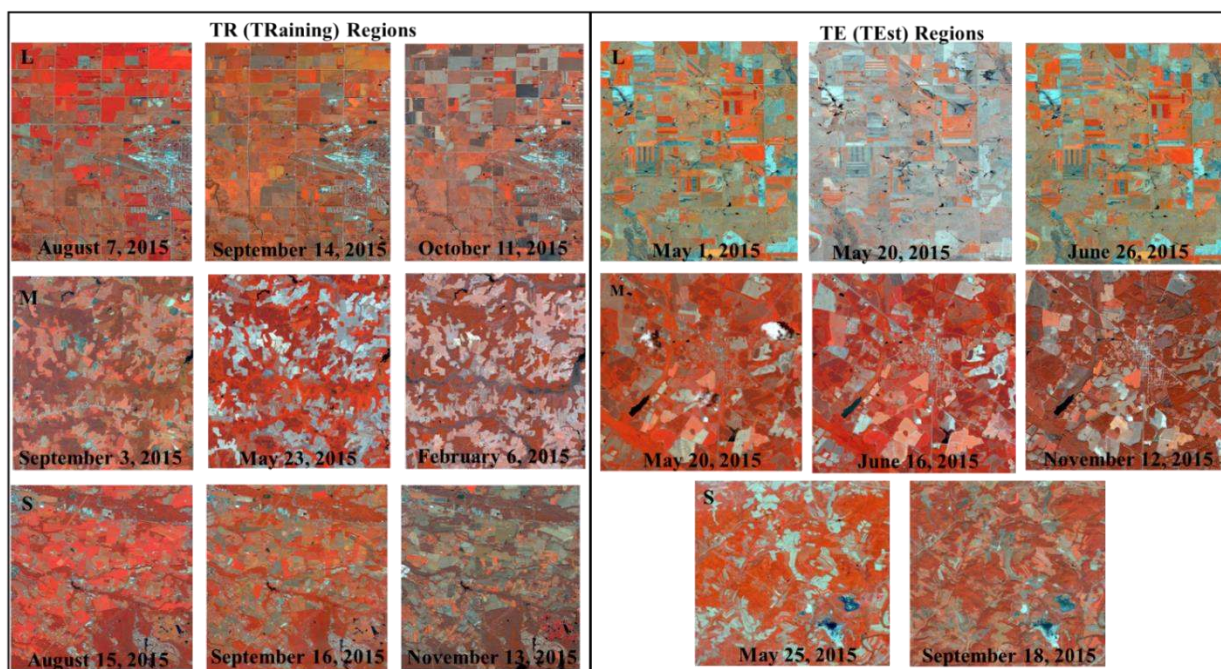 TR (TRaining) Regions
L
August 7, 2015
September 14, 2015
October 11, 2015
M
September 3, 2015
May 23, 2015
February 6, 2015
S
August 15, 2015
September 16, 2015
November 13, 2015
TE (TEst) Regions
L
May 1, 2015
May 20, 2015
June 26, 2015
M
May 20, 2015
June 16, 2015
November 12, 2015
S
May 25, 2015
September 18, 2015